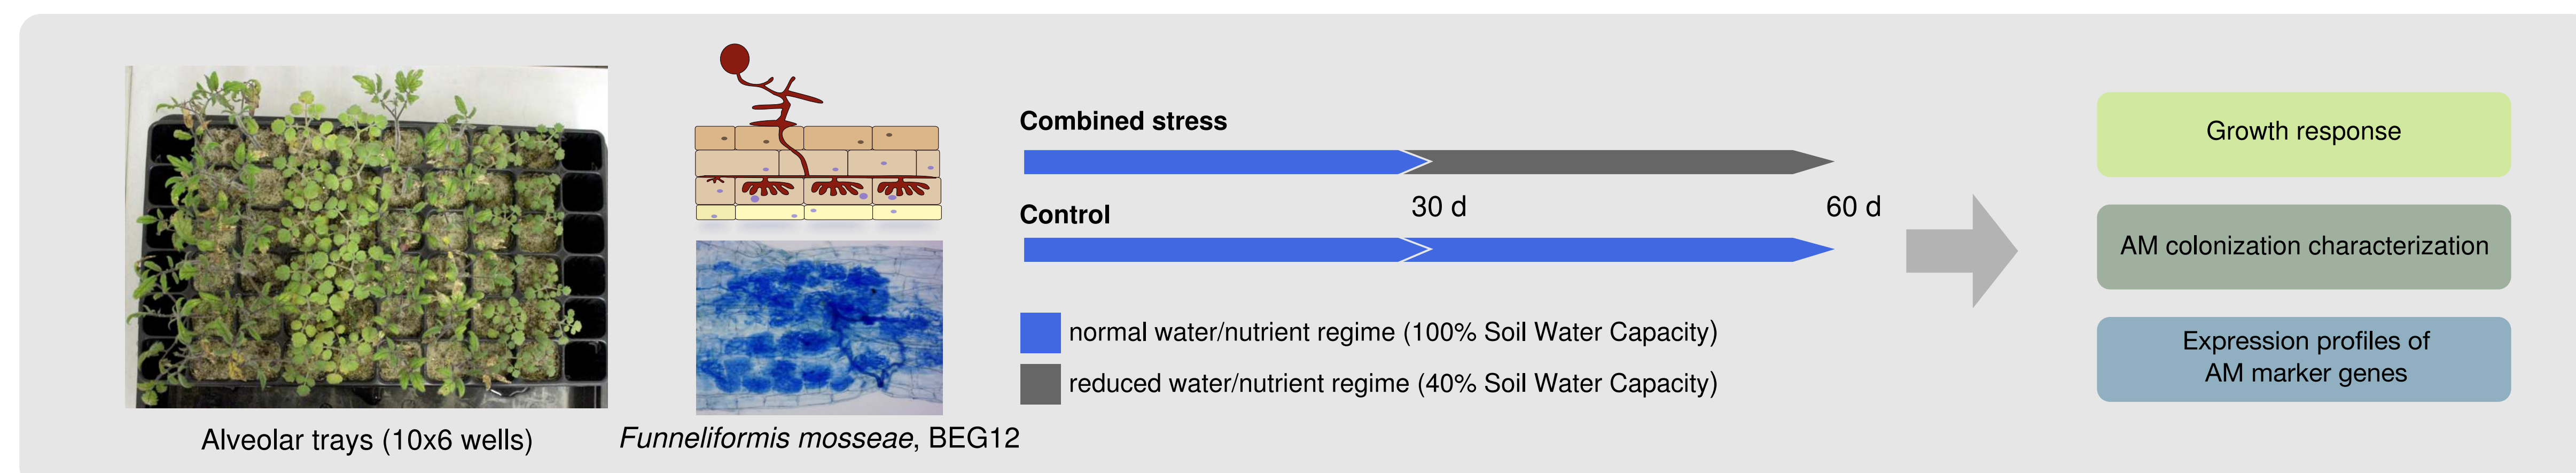 Alveolar trays (10x6 wells)
Funneliformis mosseae, BEG12
Combined stress
30 d
60 d
Control
normal water/nutrient regime (100% Soil Water Capacity)
reduced water/nutrient regime (40% Soil Water Capacity)
Growth response
AM colonization characterization
Expression profiles of
AM marker genes